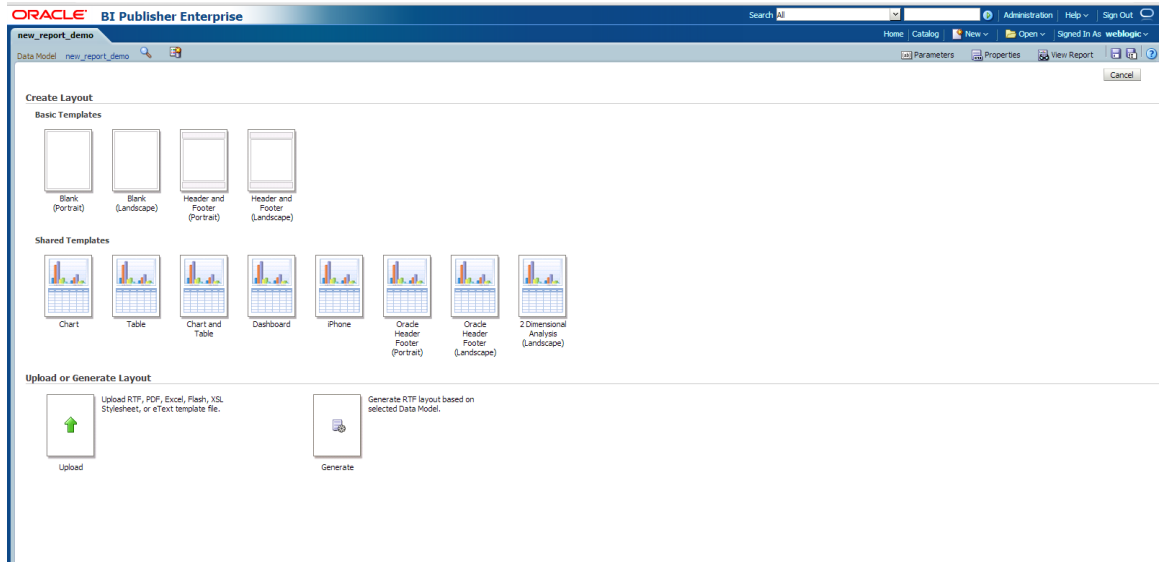 ORACLE BI Publisher Enterprise
Search All
Administration Help Sign Out
new_report_demo
Home Catalog New Open Signed In As weblogic
Data Model new_report_demo
Parameters Properties View Report
Cancel
Create Layout
Basic Templates
Blank
(Portrait)
Blank
(Landscape)
Header and
Footer
(Portrait)
Header and
Footer
(Landscape)
Shared Templates
Chart
Table
Chart and
Table
Dashboard
iPhone
Oracle
Header
Footer
(Portrait)
Oracle
Header
Footer
(Landscape)
2 Dimensional
Analysis
(Landscape)
Upload or Generate Layout
Upload RTF, PDF, Excel, Flash, XSL
Stylesheet, or eText template file.
Upload
Generate RTF layout based on
selected Data Model.
Generate